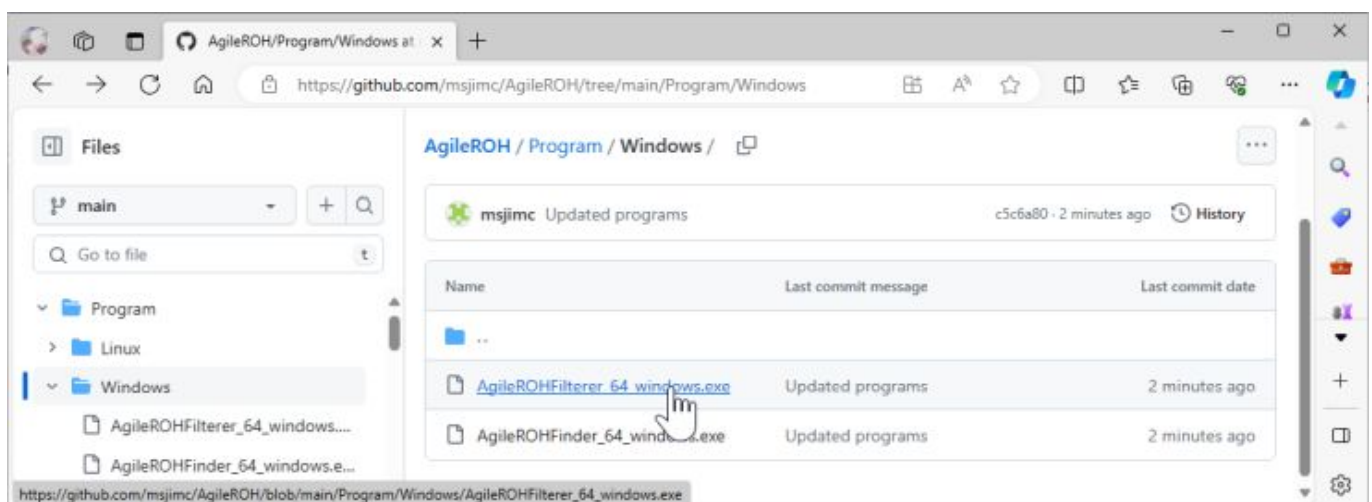 AgileROH/Program/Windows at
https://github.com/msjimc/AgileROH/tree/main/Program/Windows
Files
AgileROH / Program / Windows /
main
msjimc Updated programs c5c6a80 · 2 minutes ago History
Go to file t
Name Last commit message Last commit date
Program
..
Linux
Windows
AgileROHFilterer_64_windows.exe Updated programs 2 minutes ago
AgileROHFilterer_64_windows....
AgileROHFinder_64_windows.exe Updated programs 2 minutes ago
AgileROHFinder_64_windows.e...
https://github.com/msjimc/AgileROH/blob/main/Program/Windows/AgileROHFilterer_64_windows.exe